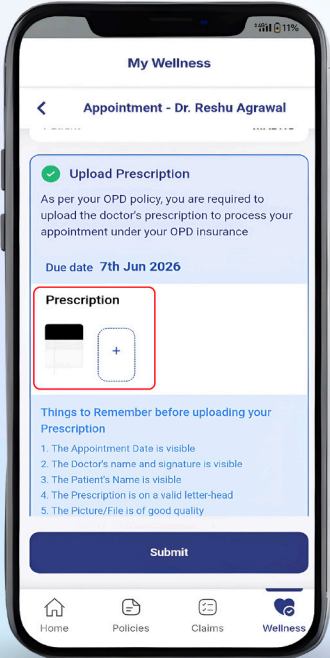 11%
My Wellness
Appointment - Dr. Reshu Agrawal
Upload Prescription
As per your OPD policy, you are required to
upload the doctor's prescription to process your
appointment under your OPD insurance
Due date 7th Jun 2026
Prescription
+
Things to Remember before uploading your
Prescription
1. The Appointment Date is visible
2. The Doctor's name and signature is visible
3. The Patient's Name is visible
4. The Prescription is on a valid letter-head
5. The Picture/File is of good quality
Submit
Home Policies Claims Wellness